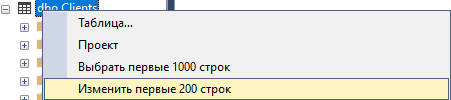 dbo.Clients
Таблица...
Проект
Выбрать первые 1000 строк
Изменить первые 200 строк